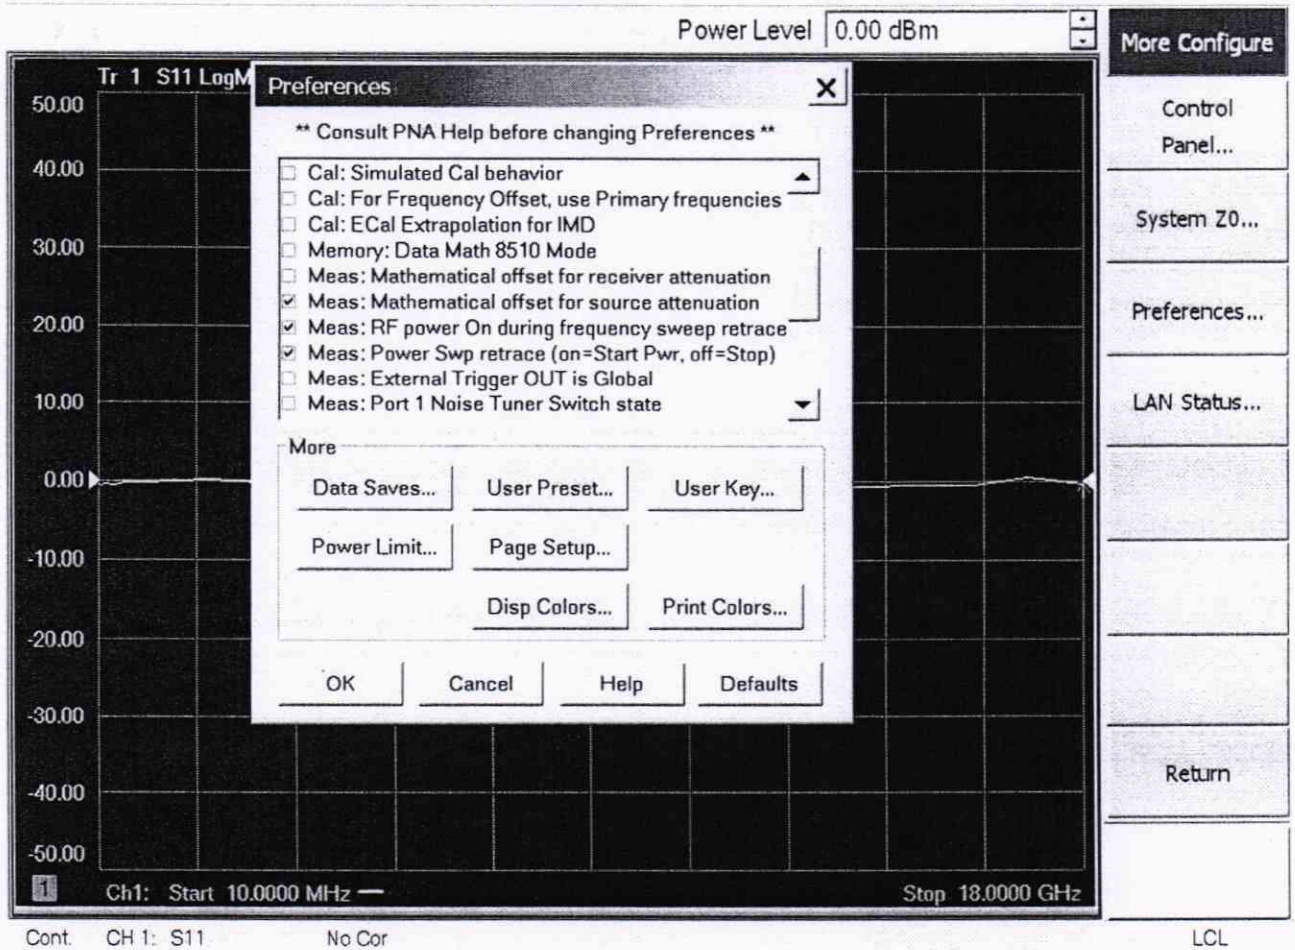 Power Level 0.00 dBm
More Configure
Tr 1 S11 LogM
Preferences
X
** Consult PNA Help before changing Preferences **
Cal: Simulated Cal behavior
Cal: For Frequency Offset, use Primary frequencies
Cal: ECal Extrapolation for IMD
Memory: Data Math 8510 Mode
Meas: Mathematical offset for receiver attenuation
Meas: Mathematical offset for source attenuation
Meas: RF power On during frequency sweep retrace
Meas: Power Swp retrace (on=Start Pwr, off=Stop)
Meas: External Trigger OUT is Global
Meas: Port 1 Noise Tuner Switch state
More
Data Saves... User Preset... User Key...
Power Limit... Page Setup...
Disp Colors... Print Colors...
OK Cancel Help Defaults
50.00
40.00
30.00
20.00
10.00
0.00
-10.00
-20.00
-30.00
-40.00
-50.00
1 Ch1: Start 10.0000 MHz Stop 18.0000 GHz
Control
Panel...
System Z0...
Preferences...
LAN Status...
Return
Cont. CH 1: S11 No Cor LCL